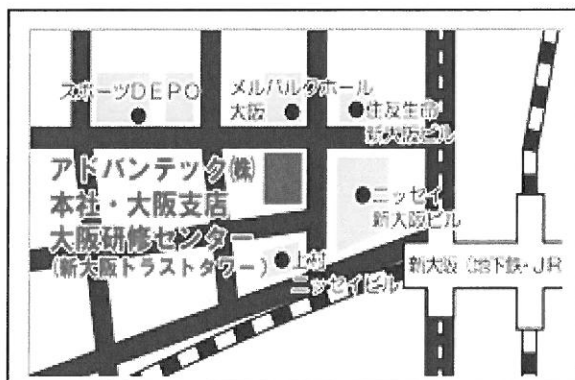 スポーツDEPO
メルパルクホール
大阪
住友生命
新大阪ビル
アドバンテック㈱
本社・大阪支店
大阪研修センター
(新大阪トラストタワー)
ニッセイ
新大阪ビル
上村
ニッセイビル
新大阪(地下鉄・JR